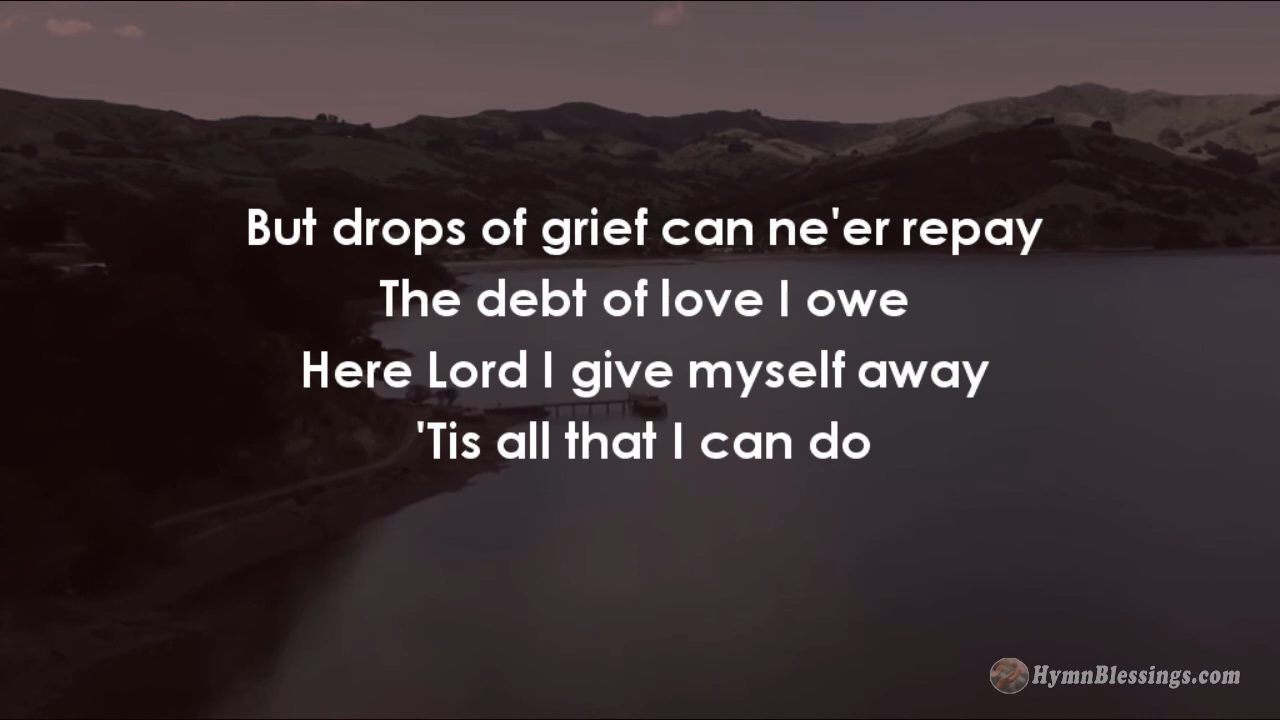 But drops of grief can ne'er repay
The debt of love I owe
Here Lord I give myself away
'Tis all that I can do
HymnBlessings.com